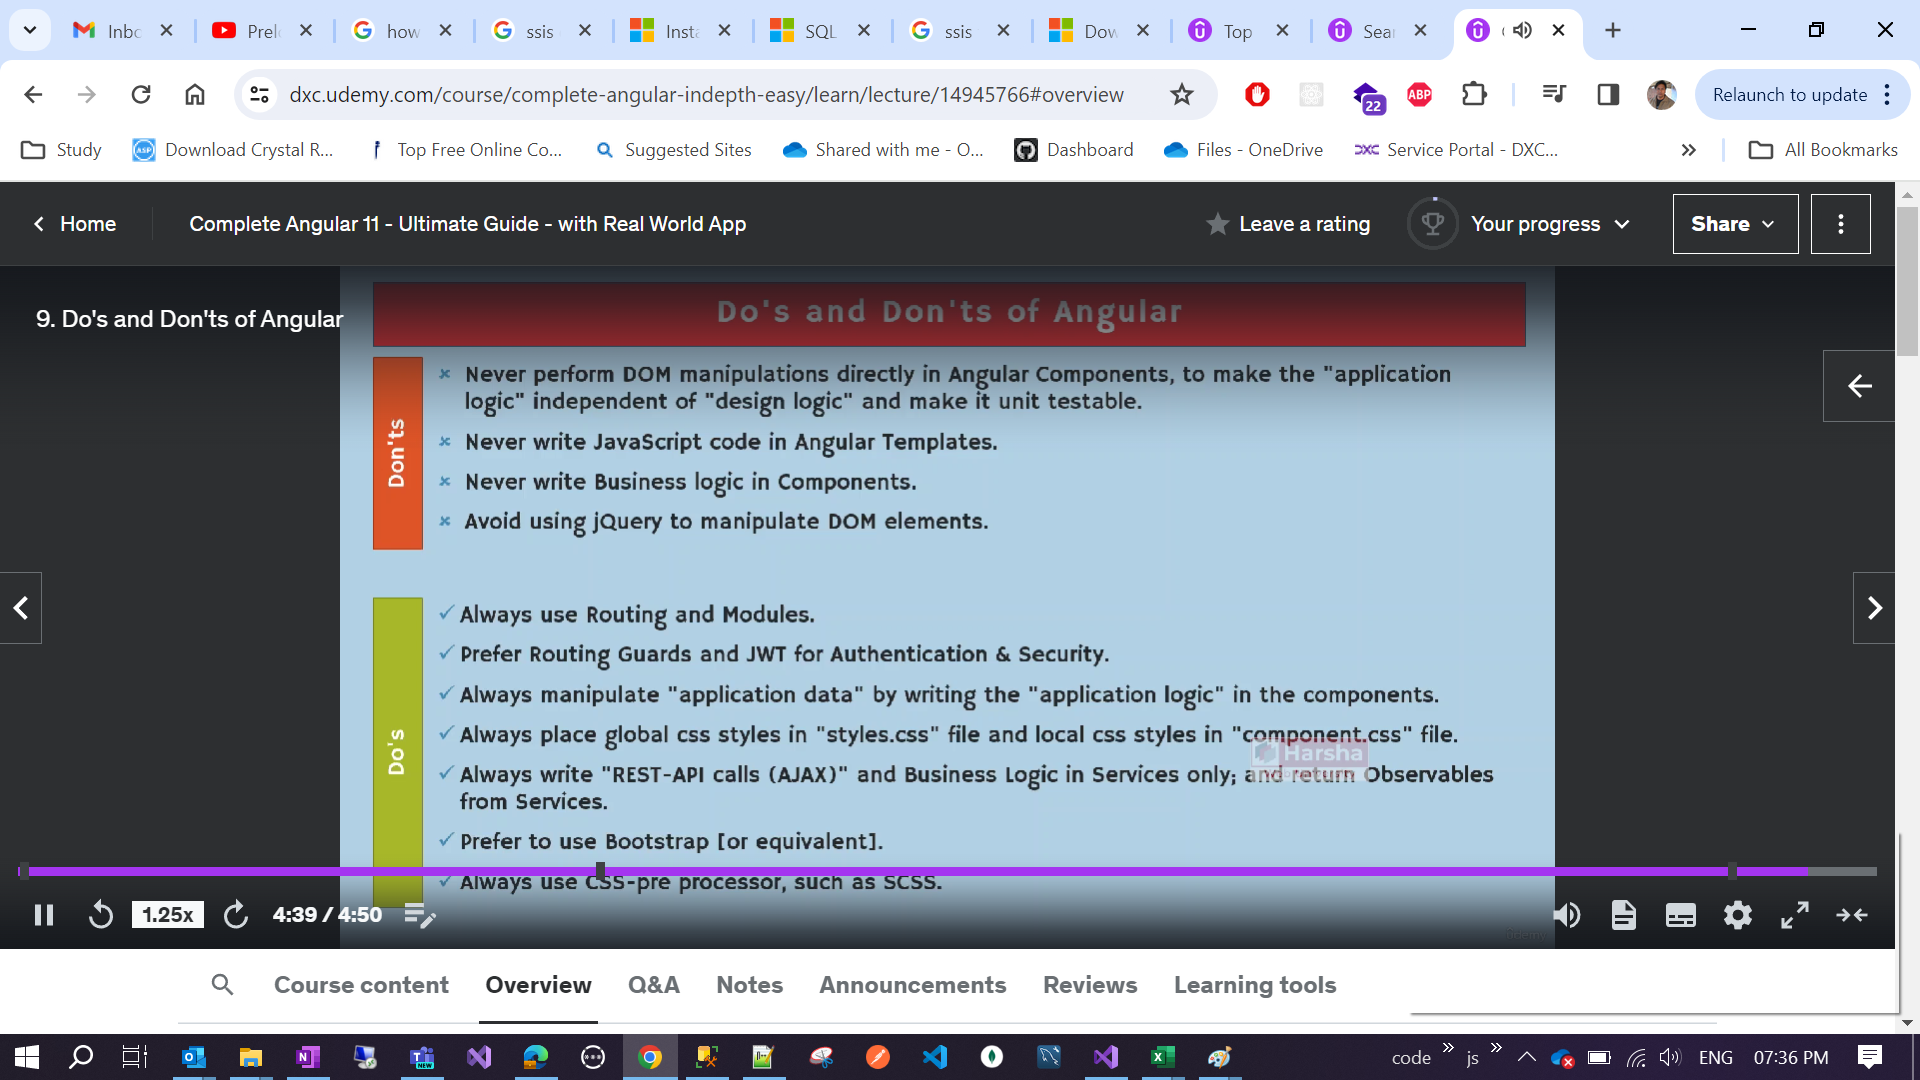 Inbc
Prel
how
ssis
Insta
SQL
ssis
Dow
Top
Sear
dxc.udemy.com/course/complete-angular-indepth-easy/learn/lecture/14945766#overview
22
ABP
Relaunch to update
Study
ASP
Download Crystal R...
Top Free Online Co...
Suggested Sites
Shared with me - O...
Dashboard
Files - OneDrive
DXC
Service Portal - DXC...
»
All Bookmarks
Home
Complete Angular 11 - Ultimate Guide - with Real World App
Leave a rating
Your progress
Share
9. Do's and Don'ts of Angular
Do's and Don'ts of Angular
Don'ts
Never perform DOM manipulations directly in Angular Components, to make the "application
logic" independent of "design logic" and make it unit testable.
Never write JavaScript code in Angular Templates.
Never write Business logic in Components.
Avoid using jQuery to manipulate DOM elements.
Do's
Always use Routing and Modules.
Prefer Routing Guards and JWT for Authentication & Security.
Always manipulate "application data" by writing the "application logic" in the components.
Always place global css styles in "styles.css" file and local css styles in "component.css" file.
Harsha
Always write "REST-API calls (AJAX)" and Business Logic in Services only; and return Observables
from Services.
Prefer to use Bootstrap [or equivalent].
Always use CSS-pre processor, such as SCSS.
1.25x
4:39 / 4:50
Course content
Overview
Q&A
Notes
Announcements
Reviews
Learning tools
NEW
code
»
js
»
ENG
07:36 PM